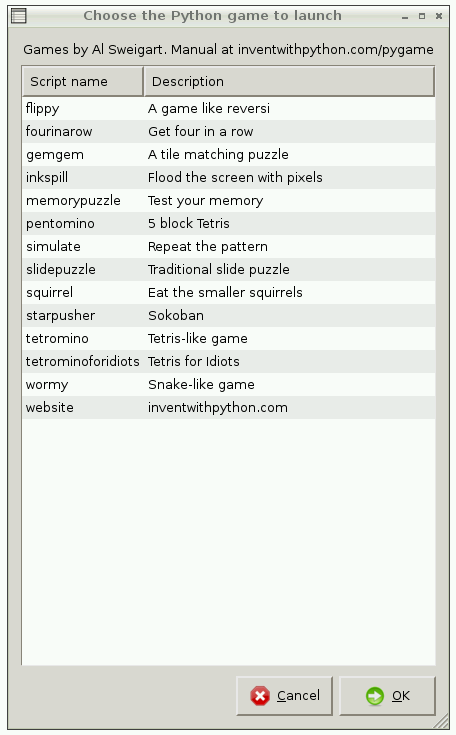 Choose the Python game to launch
Games by Al Sweigart. Manual at inventwithpython.com/pygame
Script name Description
flippy A game like reversi
fourinarow Get four in a row
gemgem A tile matching puzzle
inkspill Flood the screen with pixels
memorypuzzle Test your memory
pentomino 5 block Tetris
simulate Repeat the pattern
slidepuzzle Traditional slide puzzle
squirrel Eat the smaller squirrels
starpusher Sokoban
tetromino Tetris-like game
tetrominoforidiots Tetris for Idiots
wormy Snake-like game
website inventwithpython.com
Cancel OK